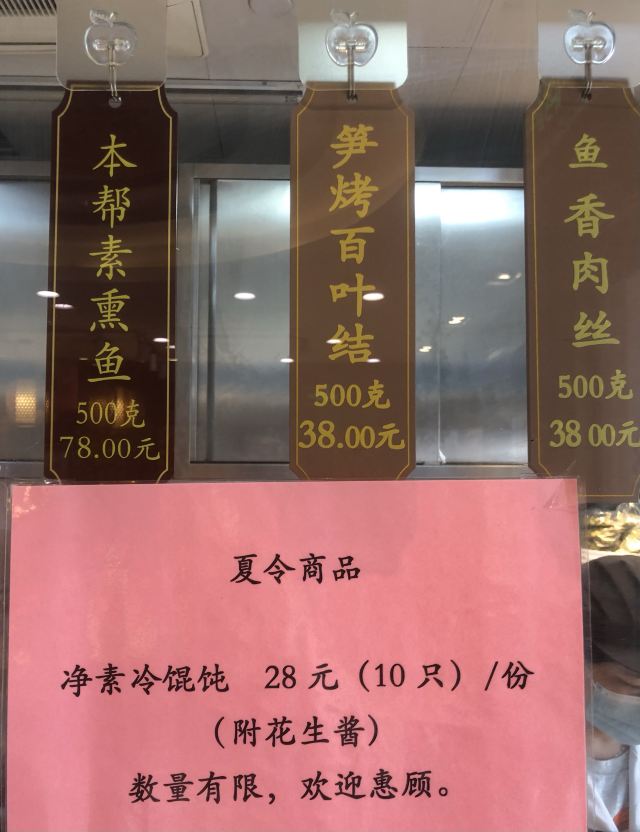 本帮素熏鱼
500克
78.00元
笋烤百叶结
500克
38.00元
鱼香肉丝
500克
38 00元
夏令商品
净素冷馄饨 28元（10只）/份
（附花生酱）
数量有限，欢迎惠顾。